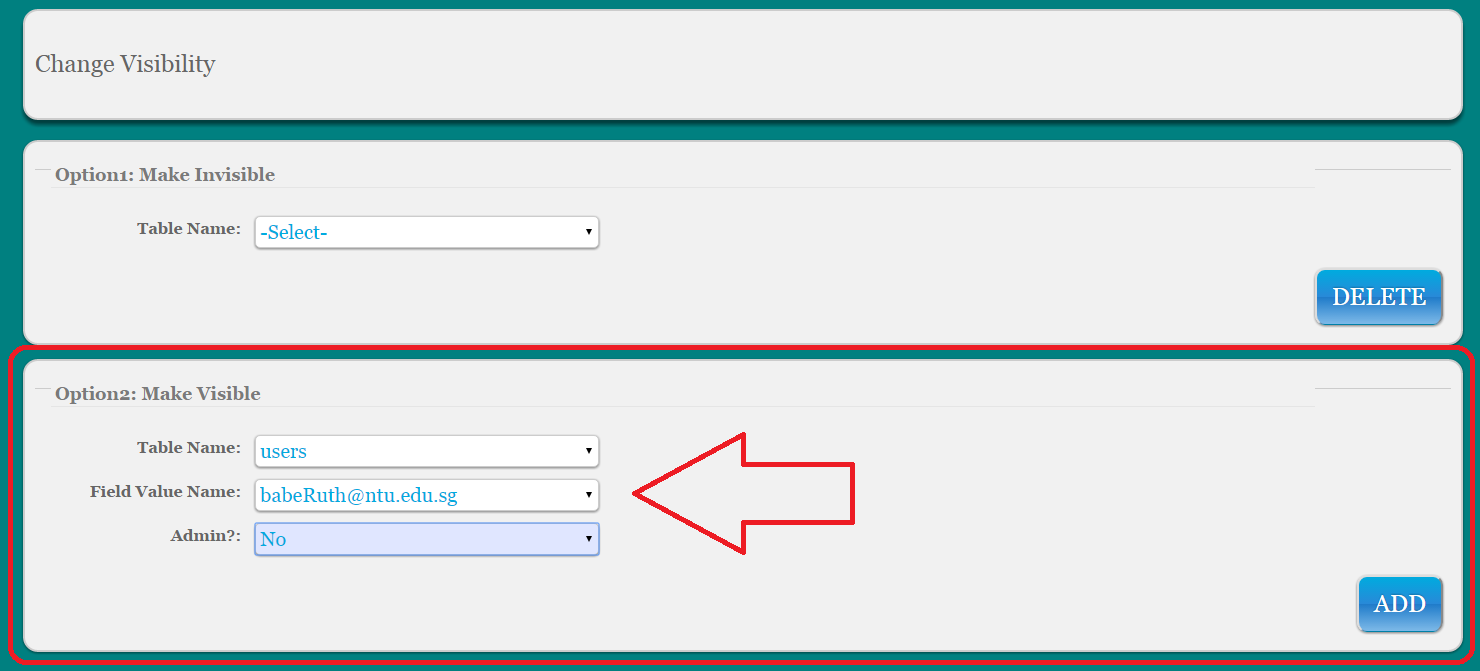 Change Visibility
Option1: Make Invisible
Table Name: -Select-
DELETE
Option2: Make Visible
Table Name: users
Field Value Name: babeRuth@ntu.edu.sg
Admin?: No
ADD